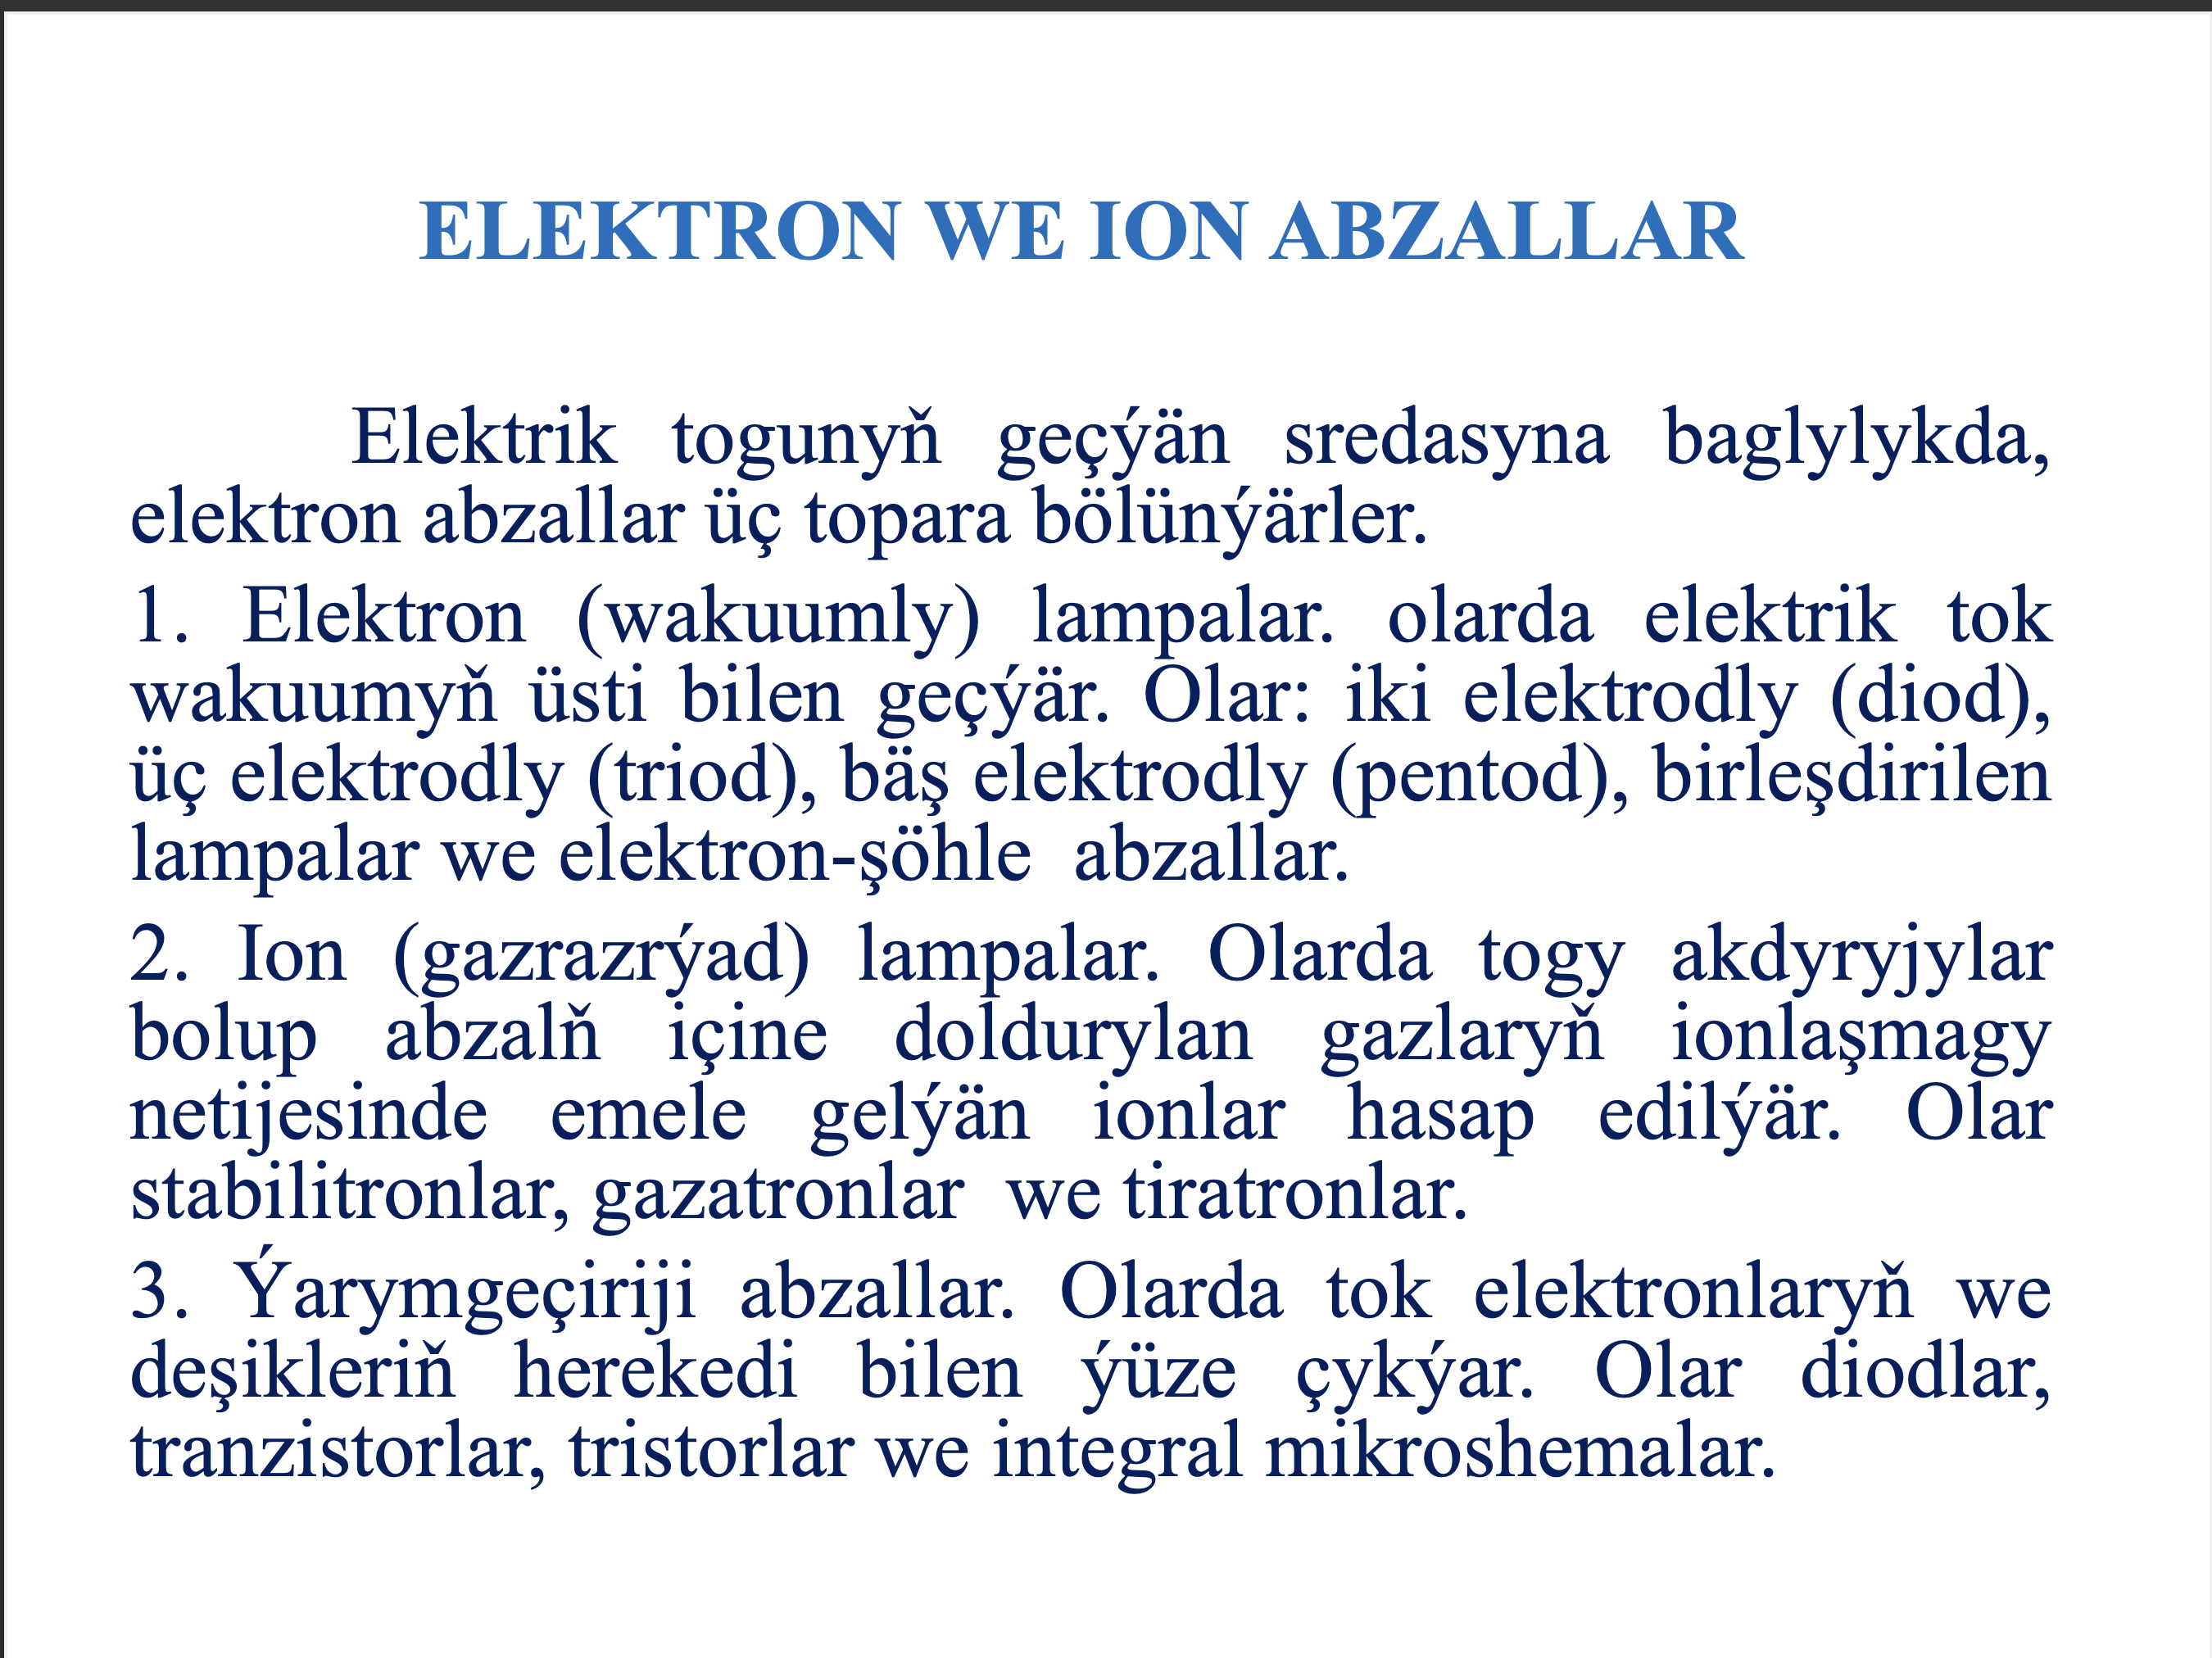 ELEKTRON WE ION ABZALLAR
Elektrik togunyň geçýän sredasyna baglylykda,
elektron abzallar üç topara bölünýärler.
1. Elektron (wakuumly) lampalar. olarda elektrik tok
wakuumyň üsti bilen geçýär. Olar: iki elektrodly (diod),
üç elektrodly (triod), bäş elektrodly (pentod), birleşdirilen
lampalar we elektron-şöhle abzallar.
2. Ion (gazrazrýad) lampalar. Olarda togy akdyryjylar
bolup abzalň içine doldurylan gazlaryň ionlaşmagy
netijesinde emele gelýän ionlar hasap edilýär. Olar
stabilitronlar, gazatronlar we tiratronlar.
3. Ýarymgeçiriji abzallar. Olarda tok elektronlaryň we
deşikleriň herekedi bilen ýüze çykýar. Olar diodlar,
tranzistorlar, tristorlar we integral mikroshemalar.